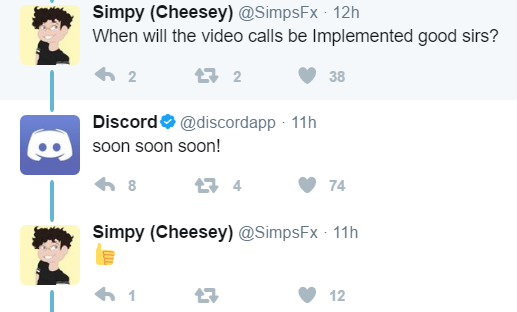 Simpy (Cheesey) @SimpsFx · 12h
When will the video calls be Implemented good sirs?
2 2 38
Discord @discordapp · 11h
soon soon soon!
8 4 74
Simpy (Cheesey) @SimpsFx · 11h
👍
1 12